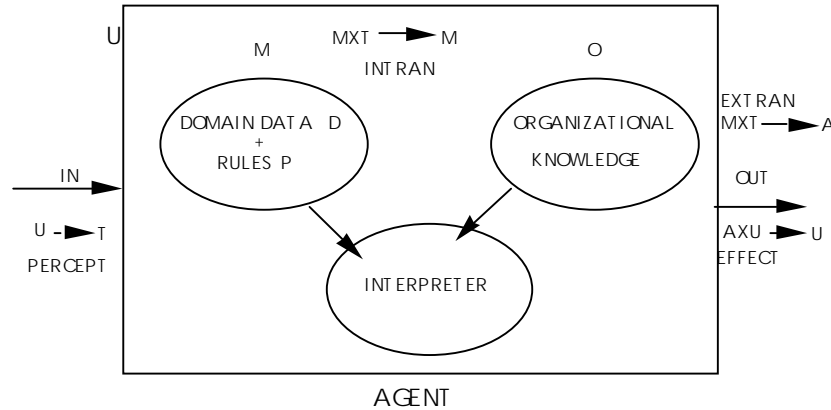 U
M
MXT M
INTRAN
O
DOMAIN DATA D
+
RULES P
ORGANIZATIONAL
KNOWLEDGE
EXTRAN
MXT A
IN
U T
PERCEPT
OUT
AXU U
EFFECT
INTERPRETER
AGENT